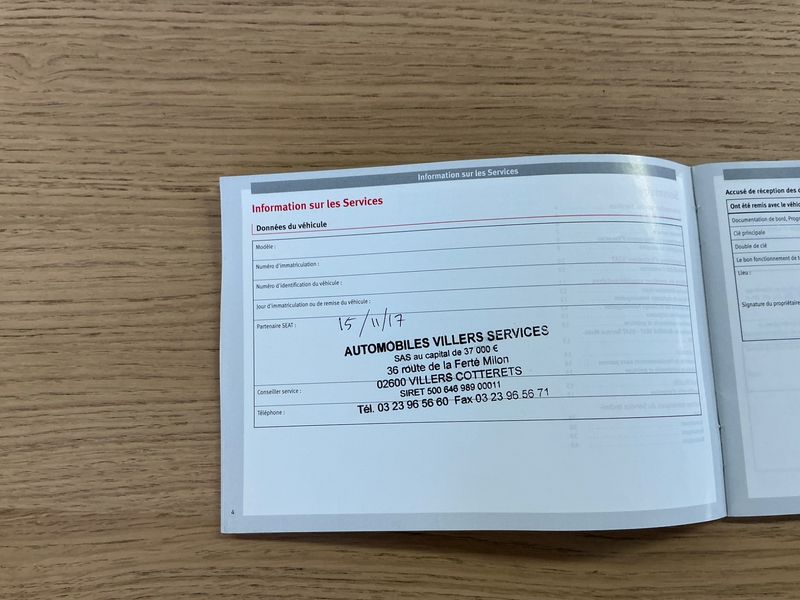 Information sur les Services
Information sur les Services
Données du véhicule
Modèle :
Numéro d'immatriculation :
Numéro d'identification du véhicule :
Jour d'immatriculation ou de remise du véhicule :
Partenaire SEAT :
15/11/17
AUTOMOBILES VILLERS SERVICES
SAS au capital de 37 000 €
36 route de la Ferté Milon
02600 VILLERS COTTERETS
SIRET 500 646 989 00011
Tél. 03 23 96 56 60 Fax 03 23 96 56 71
Conseiller service :
Téléphone :
4
Accusé de réception des
Ont été remis avec le véhic
Documentation de bord, Prog
Clé principale
Double de clé
Le bon fonctionnement de t
Lieu :
Signature du propriétaire